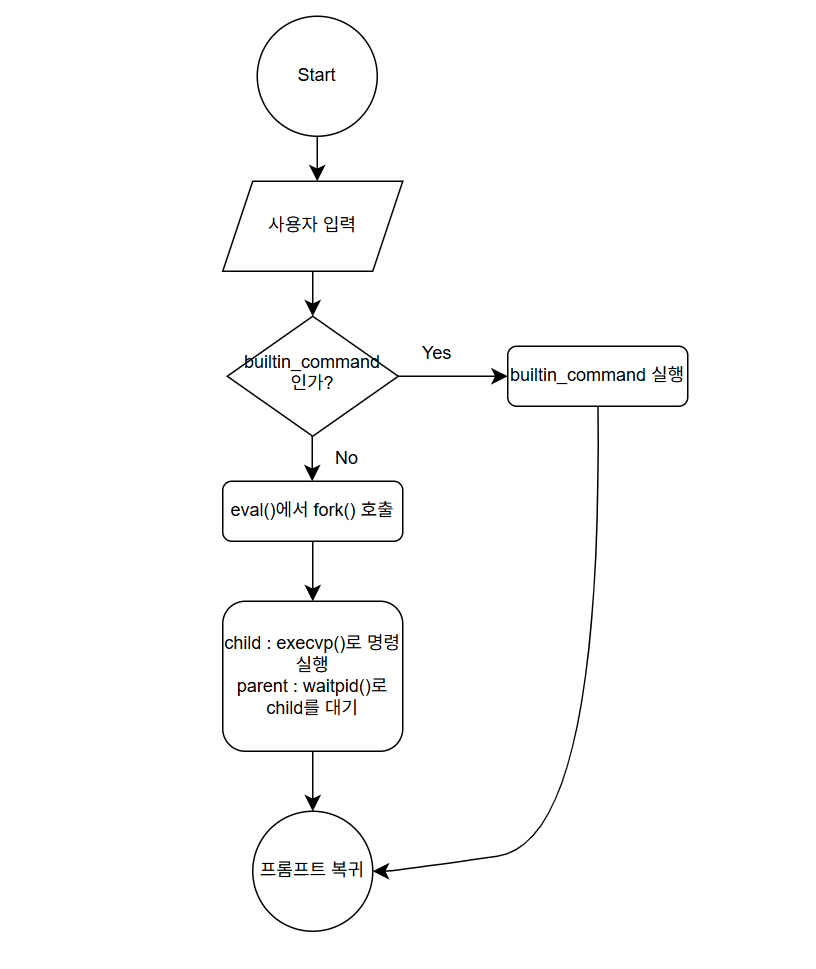 Start
사용자 입력
builtin_command
인가?
Yes
builtin_command 실행
No
eval()에서 fork() 호출
child : execvp()로 명령
실행
parent : waitpid()로
child를 대기
프롬프트 복귀